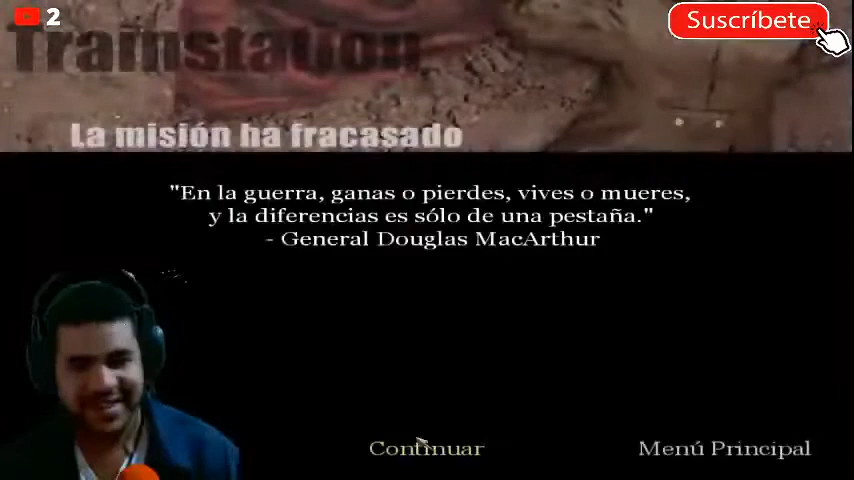 2
Suscríbete
Trainstation
La misión ha fracasado
"En la guerra, ganas o pierdes, vives o mueres,
y la diferencias es sólo de una pestaña."
- General Douglas MacArthur
Continuar
Menú Principal